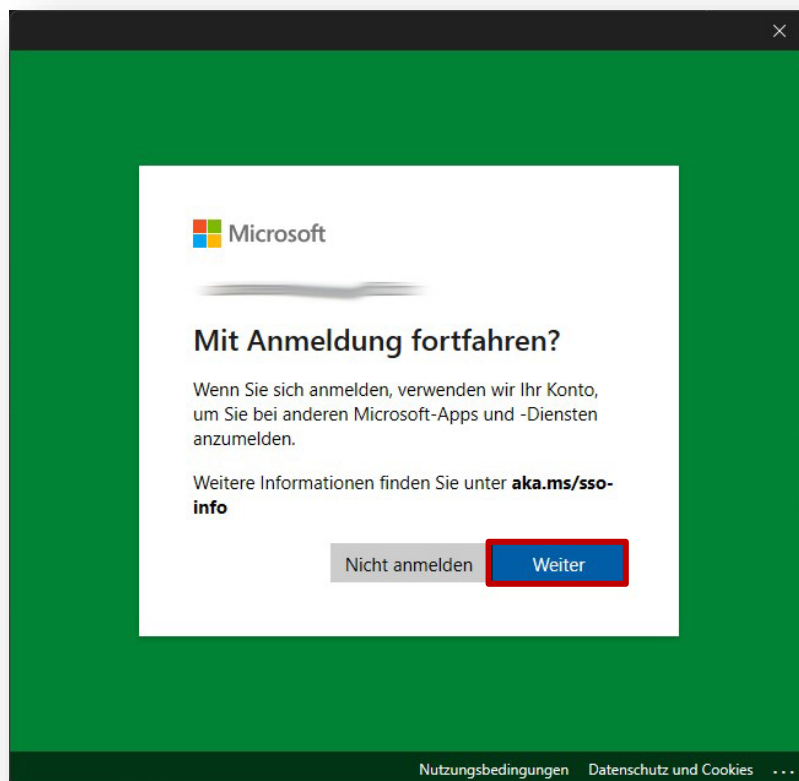 Microsoft
Mit Anmeldung fortfahren?
Wenn Sie sich anmelden, verwenden wir Ihr Konto,
um Sie bei anderen Microsoft-Apps und -Diensten
anzumelden.
Weitere Informationen finden Sie unter aka.ms/sso-
info
Nicht anmelden Weiter
Nutzungsbedingungen Datenschutz und Cookies ...